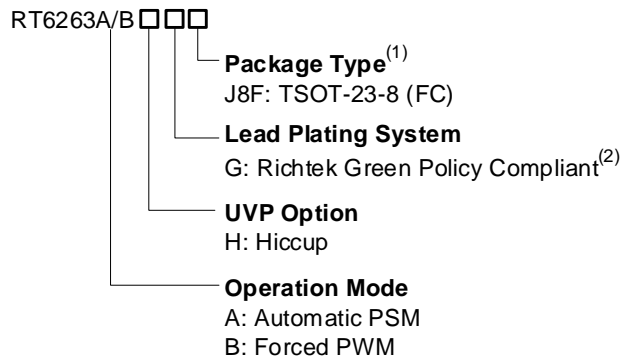 RT6263A/B□□□
Package Type(1)
J8F: TSOT-23-8 (FC)
Lead Plating System
G: Richtek Green Policy Compliant(2)
UVP Option
H: Hiccup
Operation Mode
A: Automatic PSM
B: Forced PWM